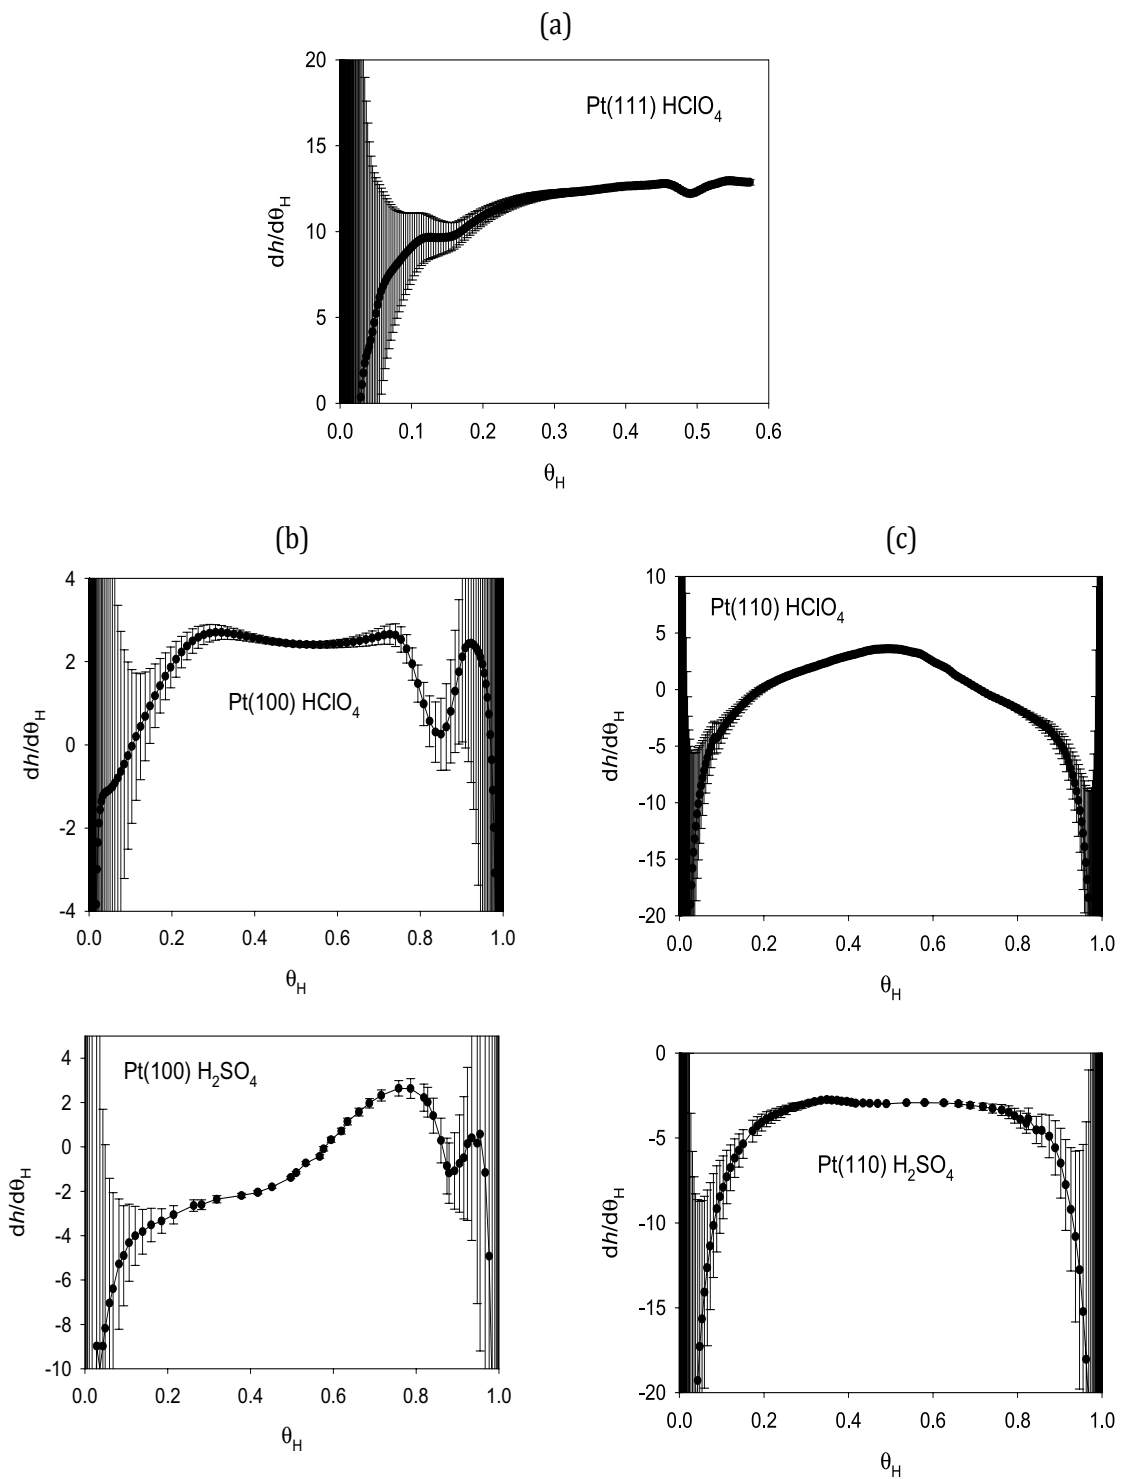 (a)
20
15
10
5
0
dh/dθH
Pt(111) HClO4
0.0 0.1 0.2 0.3 0.4 0.5 0.6
θH
(b)
4
2
0
-2
-4
dh/dθH
Pt(100) HClO4
0.0 0.2 0.4 0.6 0.8 1.0
θH
(c)
10
5
0
-5
-10
-15
-20
dh/dθH
Pt(110) HClO4
0.0 0.2 0.4 0.6 0.8 1.0
θH
4
2
0
-2
-4
-6
-8
-10
dh/dθH
Pt(100) H2SO4
0.0 0.2 0.4 0.6 0.8 1.0
θH
0
-5
-10
-15
-20
dh/dθH
Pt(110) H2SO4
0.0 0.2 0.4 0.6 0.8 1.0
θH